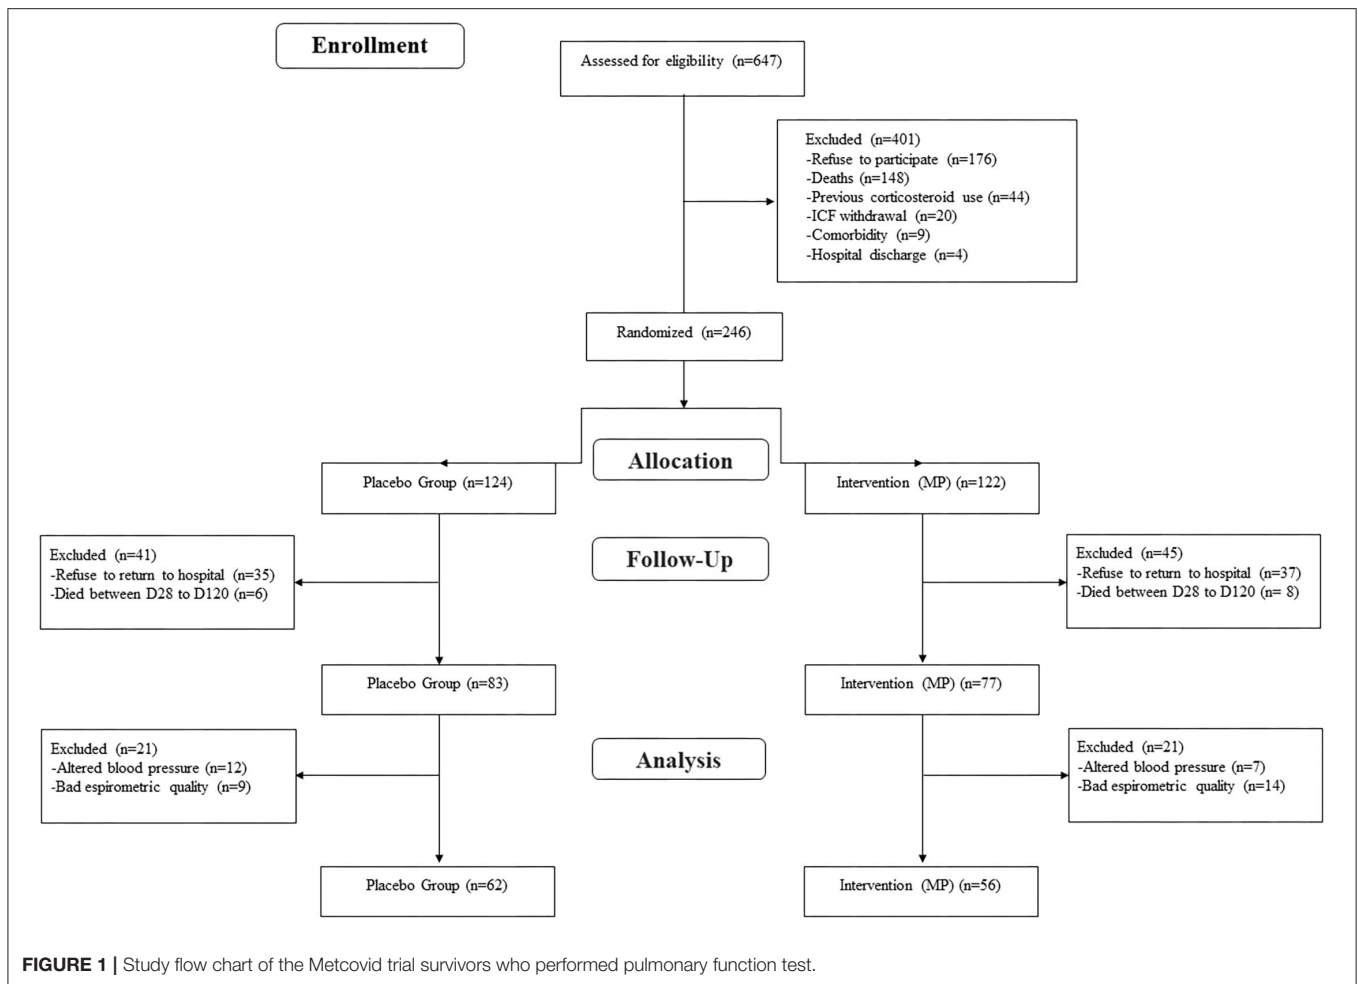 Enrollment
Assessed for eligibility (n=647)
Excluded (n=401)
-Refuse to participate (n=176)
-Deaths (n=148)
-Previous corticosteroid use (n=44)
-ICF withdrawal (n=20)
-Comorbidity (n=9)
-Hospital discharge (n=4)
Randomized (n=246)
Allocation
Placebo Group (n=124)
Intervention (MP) (n=122)
Follow-Up
Excluded (n=41)
-Refuse to return to hospital (n=35)
-Died between D28 to D120 (n=6)
Excluded (n=45)
-Refuse to return to hospital (n=37)
-Died between D28 to D120 (n= 8)
Placebo Group (n=83)
Intervention (MP) (n=77)
Analysis
Excluded (n=21)
-Altered blood pressure (n=12)
-Bad espirometric quality (n=9)
Excluded (n=21)
-Altered blood pressure (n=7)
-Bad espirometric quality (n=14)
Placebo Group (n=62)
Intervention (MP) (n=56)
FIGURE 1 | Study flow chart of the Metcovid trial survivors who performed pulmonary function test.